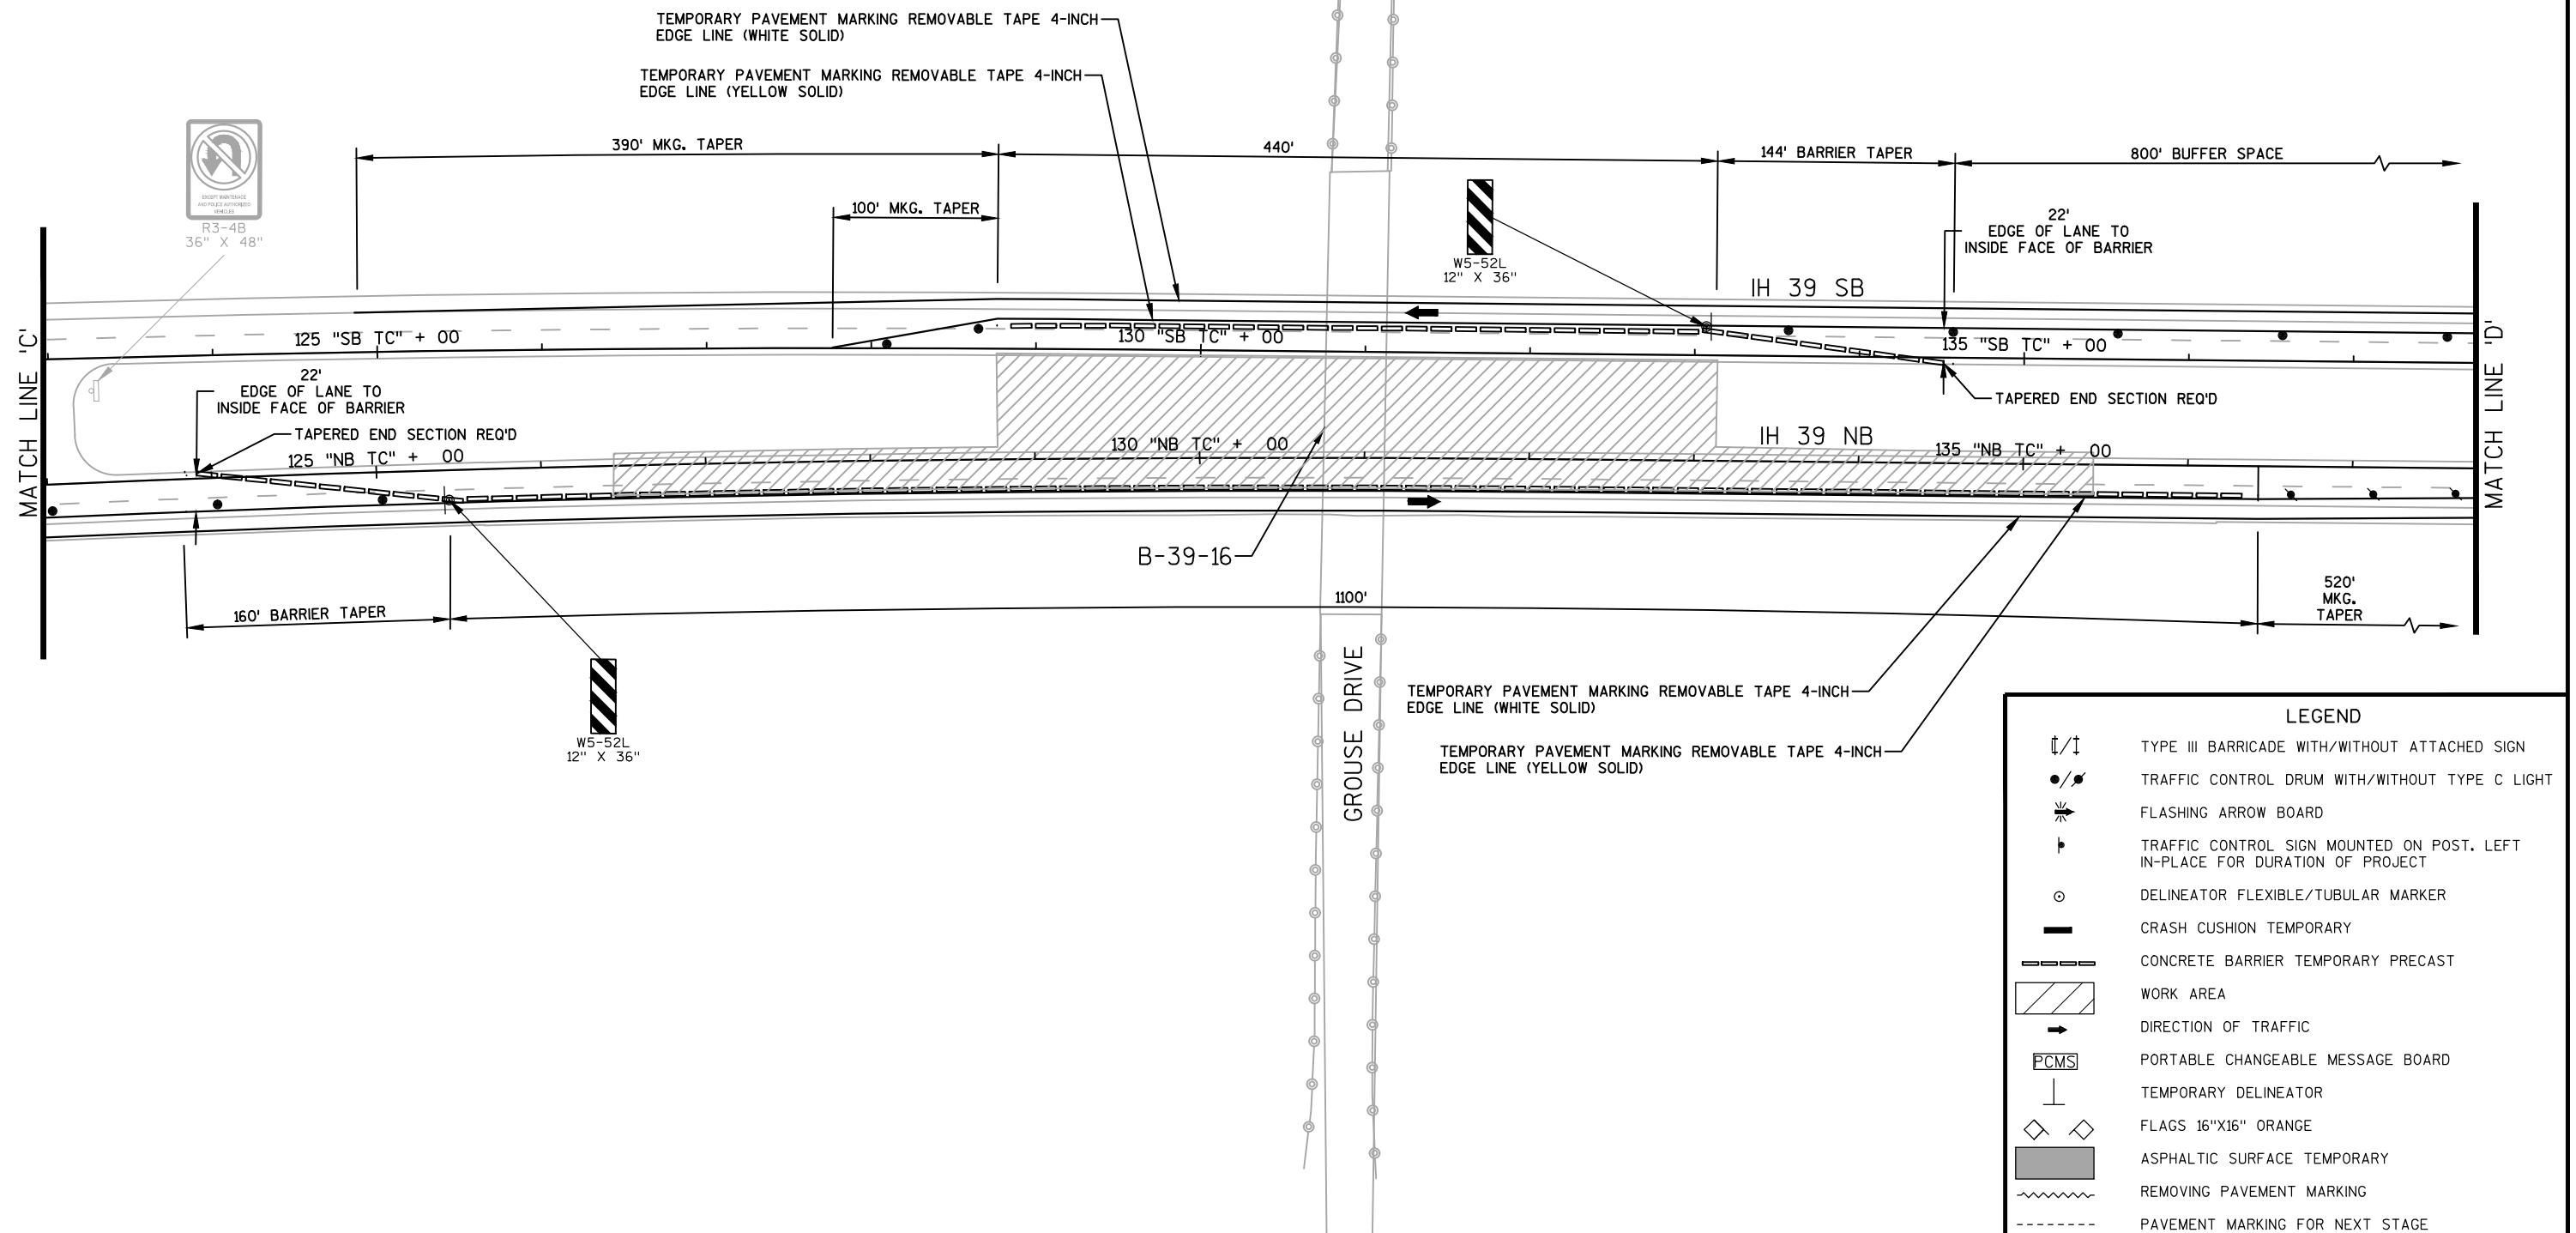 TEMPORARY PAVEMENT MARKING REMOVABLE TAPE 4-INCH
EDGE LINE (WHITE SOLID)
TEMPORARY PAVEMENT MARKING REMOVABLE TAPE 4-INCH
EDGE LINE (YELLOW SOLID)
EXCEPT MAINTENANCE
AND POLICE AUTHORIZED
VEHICLES
R3-4B
36" X 48"
390' MKG. TAPER
440'
144' BARRIER TAPER
800' BUFFER SPACE
100' MKG. TAPER
W5-52L
12" X 36"
22'
EDGE OF LANE TO
INSIDE FACE OF BARRIER
IH 39 SB
MATCH LINE 'C'
125 "SB TC" + 00
130 "SB TC" + 00
135 "SB TC" + 00
MATCH LINE 'D'
22'
EDGE OF LANE TO
INSIDE FACE OF BARRIER
TAPERED END SECTION REQ'D
TAPERED END SECTION REQ'D
IH 39 NB
125 "NB TC" + 00
130 "NB TC" + 00
135 "NB TC" + 00
B-39-16
160' BARRIER TAPER
1100'
520'
MKG.
TAPER
W5-52L
12" X 36"
GROUSE DRIVE
TEMPORARY PAVEMENT MARKING REMOVABLE TAPE 4-INCH
EDGE LINE (WHITE SOLID)
TEMPORARY PAVEMENT MARKING REMOVABLE TAPE 4-INCH
EDGE LINE (YELLOW SOLID)
LEGEND
TYPE III BARRICADE WITH/WITHOUT ATTACHED SIGN
TRAFFIC CONTROL DRUM WITH/WITHOUT TYPE C LIGHT
FLASHING ARROW BOARD
TRAFFIC CONTROL SIGN MOUNTED ON POST. LEFT
IN-PLACE FOR DURATION OF PROJECT
DELINEATOR FLEXIBLE/TUBULAR MARKER
CRASH CUSHION TEMPORARY
CONCRETE BARRIER TEMPORARY PRECAST
WORK AREA
DIRECTION OF TRAFFIC
PCMS PORTABLE CHANGEABLE MESSAGE BOARD
TEMPORARY DELINEATOR
FLAGS 16"X16" ORANGE
ASPHALTIC SURFACE TEMPORARY
REMOVING PAVEMENT MARKING
PAVEMENT MARKING FOR NEXT STAGE